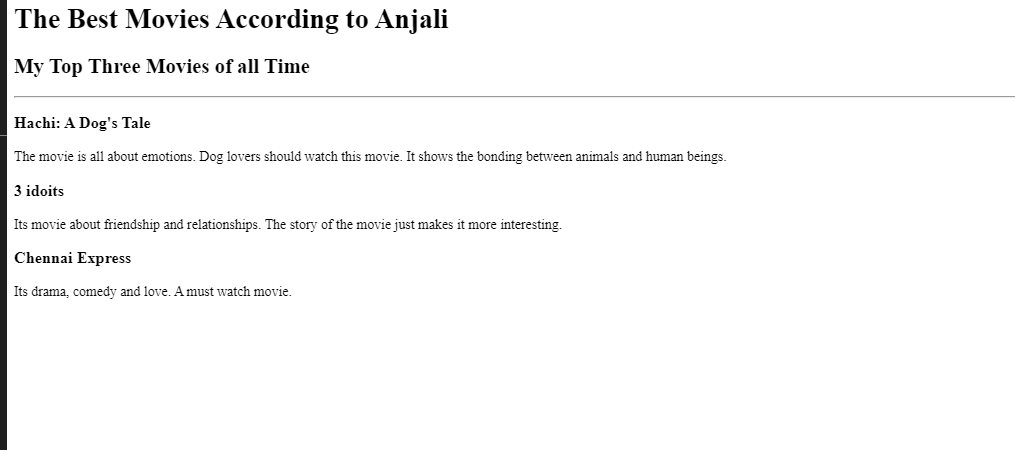 The Best Movies According to Anjali
My Top Three Movies of all Time
Hachi: A Dog's Tale
The movie is all about emotions. Dog lovers should watch this movie. It shows the bonding between animals and human beings.
3 idoits
Its movie about friendship and relationships. The story of the movie just makes it more interesting.
Chennai Express
Its drama, comedy and love. A must watch movie.